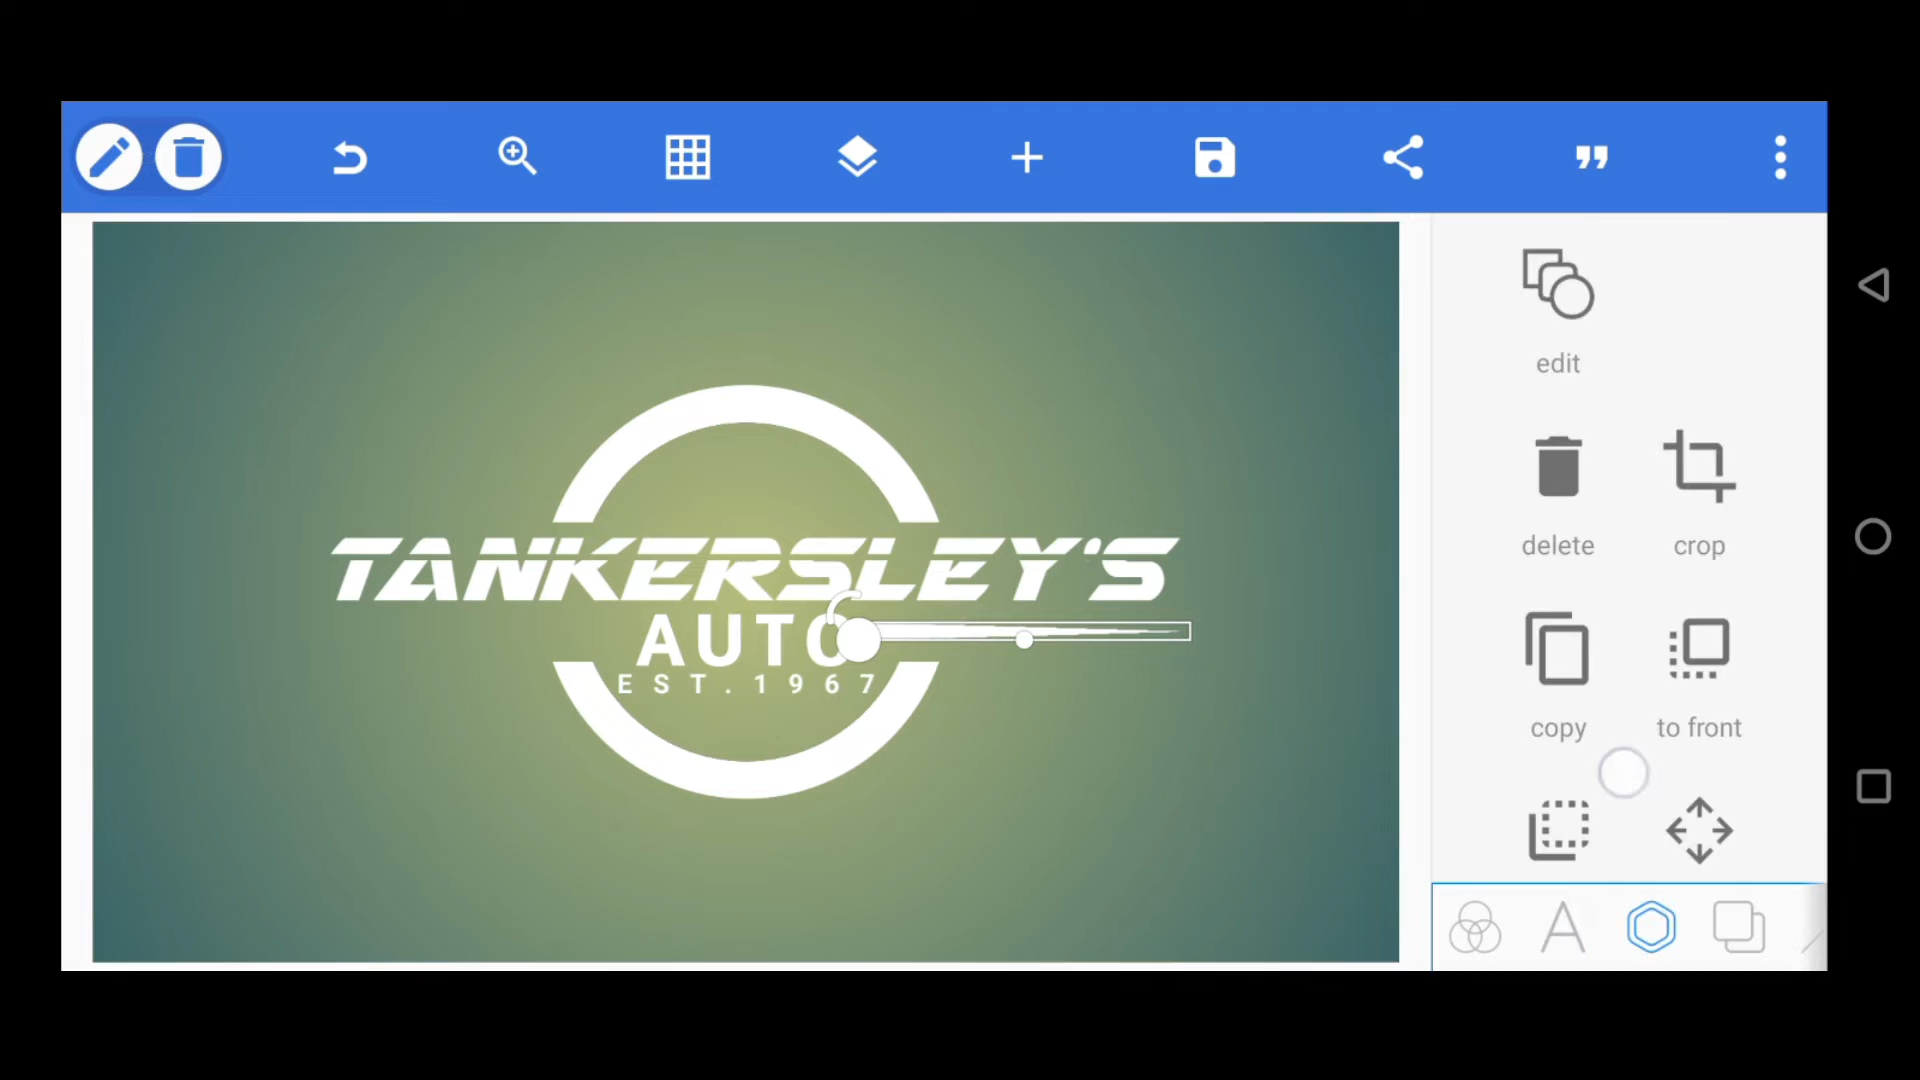 edit
TANKERSLEY'S
AUTO
EST.1967
delete
crop
copy
to front